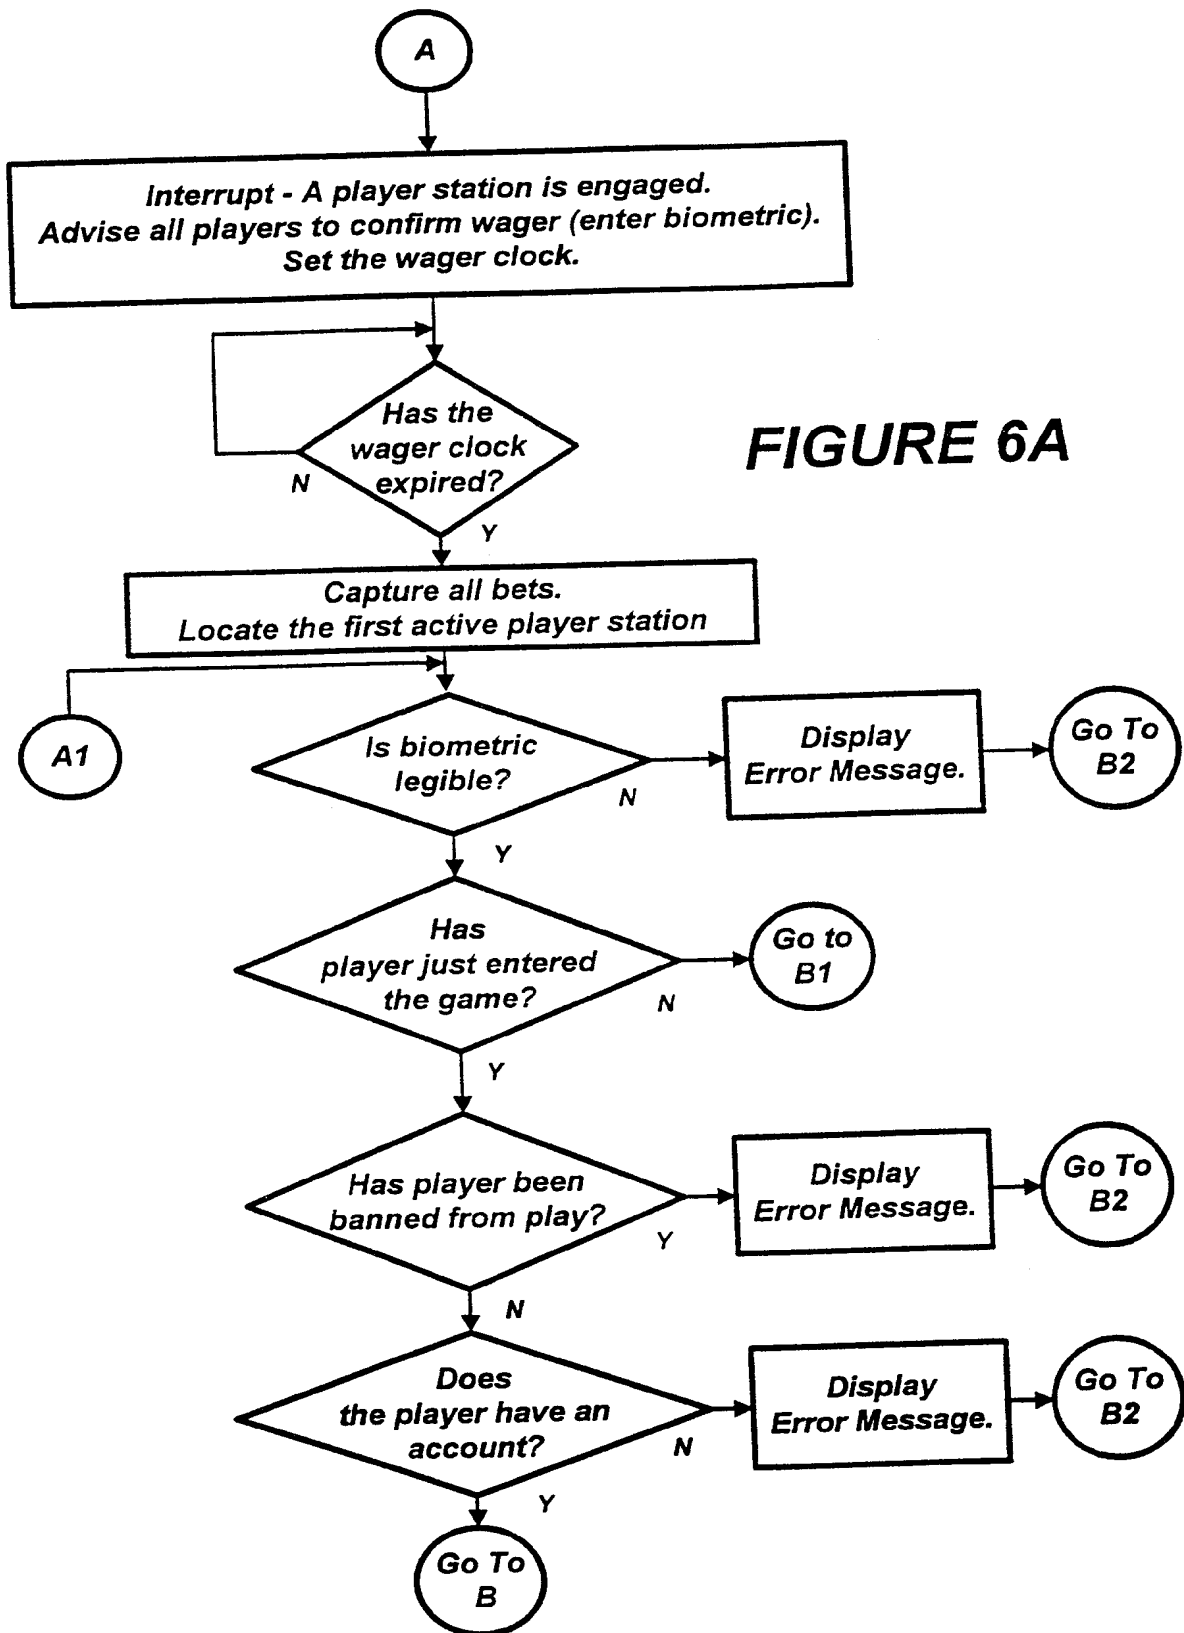 A
Interrupt - A player station is engaged.
Advise all players to confirm wager (enter biometric).
Set the wager clock.
Has the
wager clock
expired?
N
Y
FIGURE 6A
Capture all bets.
Locate the first active player station
A1
Is biometric
legible?
N
Y
Display
Error Message.
Go To
B2
Has
player just entered
the game?
N
Y
Go to
B1
Has player been
banned from play?
Y
N
Display
Error Message.
Go To
B2
Does
the player have an
account?
N
Y
Display
Error Message.
Go To
B2
Go To
B